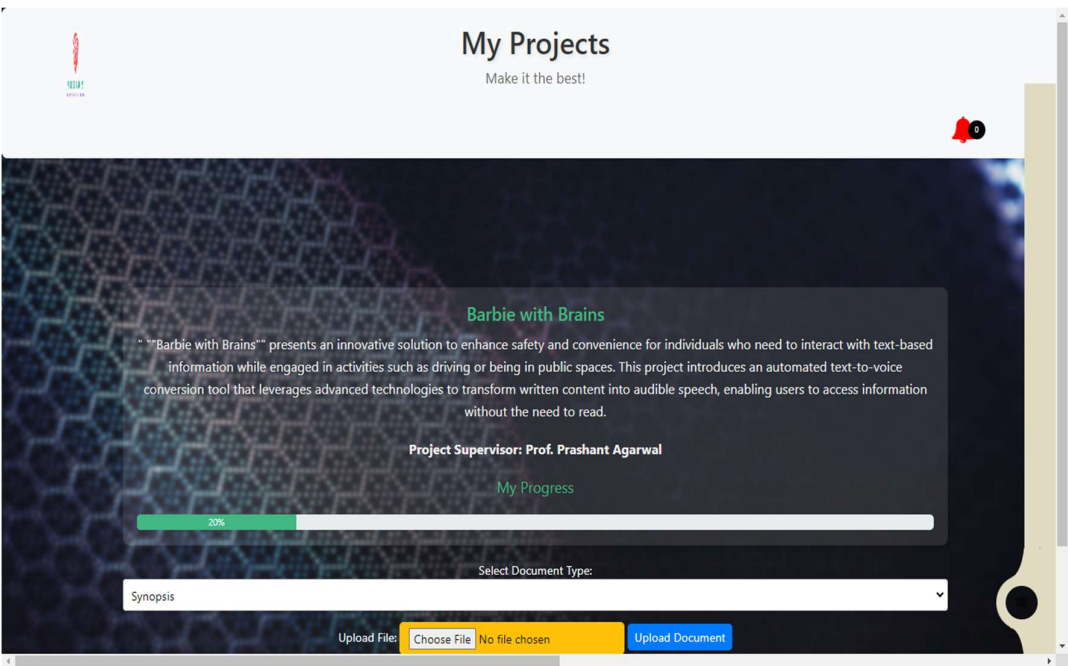 My Projects
Make it the best!
0
Barbie with Brains
" ""Barbie with Brains"" presents an innovative solution to enhance safety and convenience for individuals who need to interact with text-based
information while engaged in activities such as driving or being in public spaces. This project introduces an automated text-to-voice
conversion tool that leverages advanced technologies to transform written content into audible speech, enabling users to access information
without the need to read.
Project Supervisor: Prof. Prashant Agarwal
My Progress
20%
Select Document Type:
Synopsis
Upload File: Choose File No file chosen Upload Document